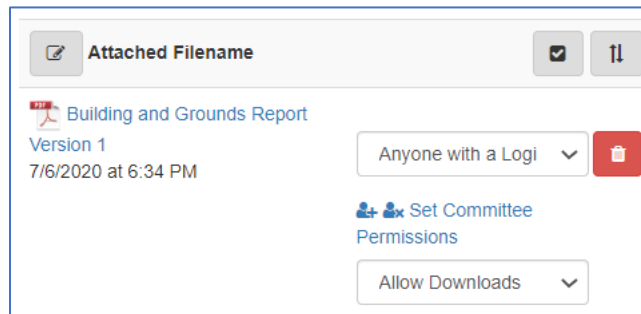 Attached Filename
Building and Grounds Report
Version 1
7/6/2020 at 6:34 PM
Anyone with a Logi
Set Committee
Permissions
Allow Downloads